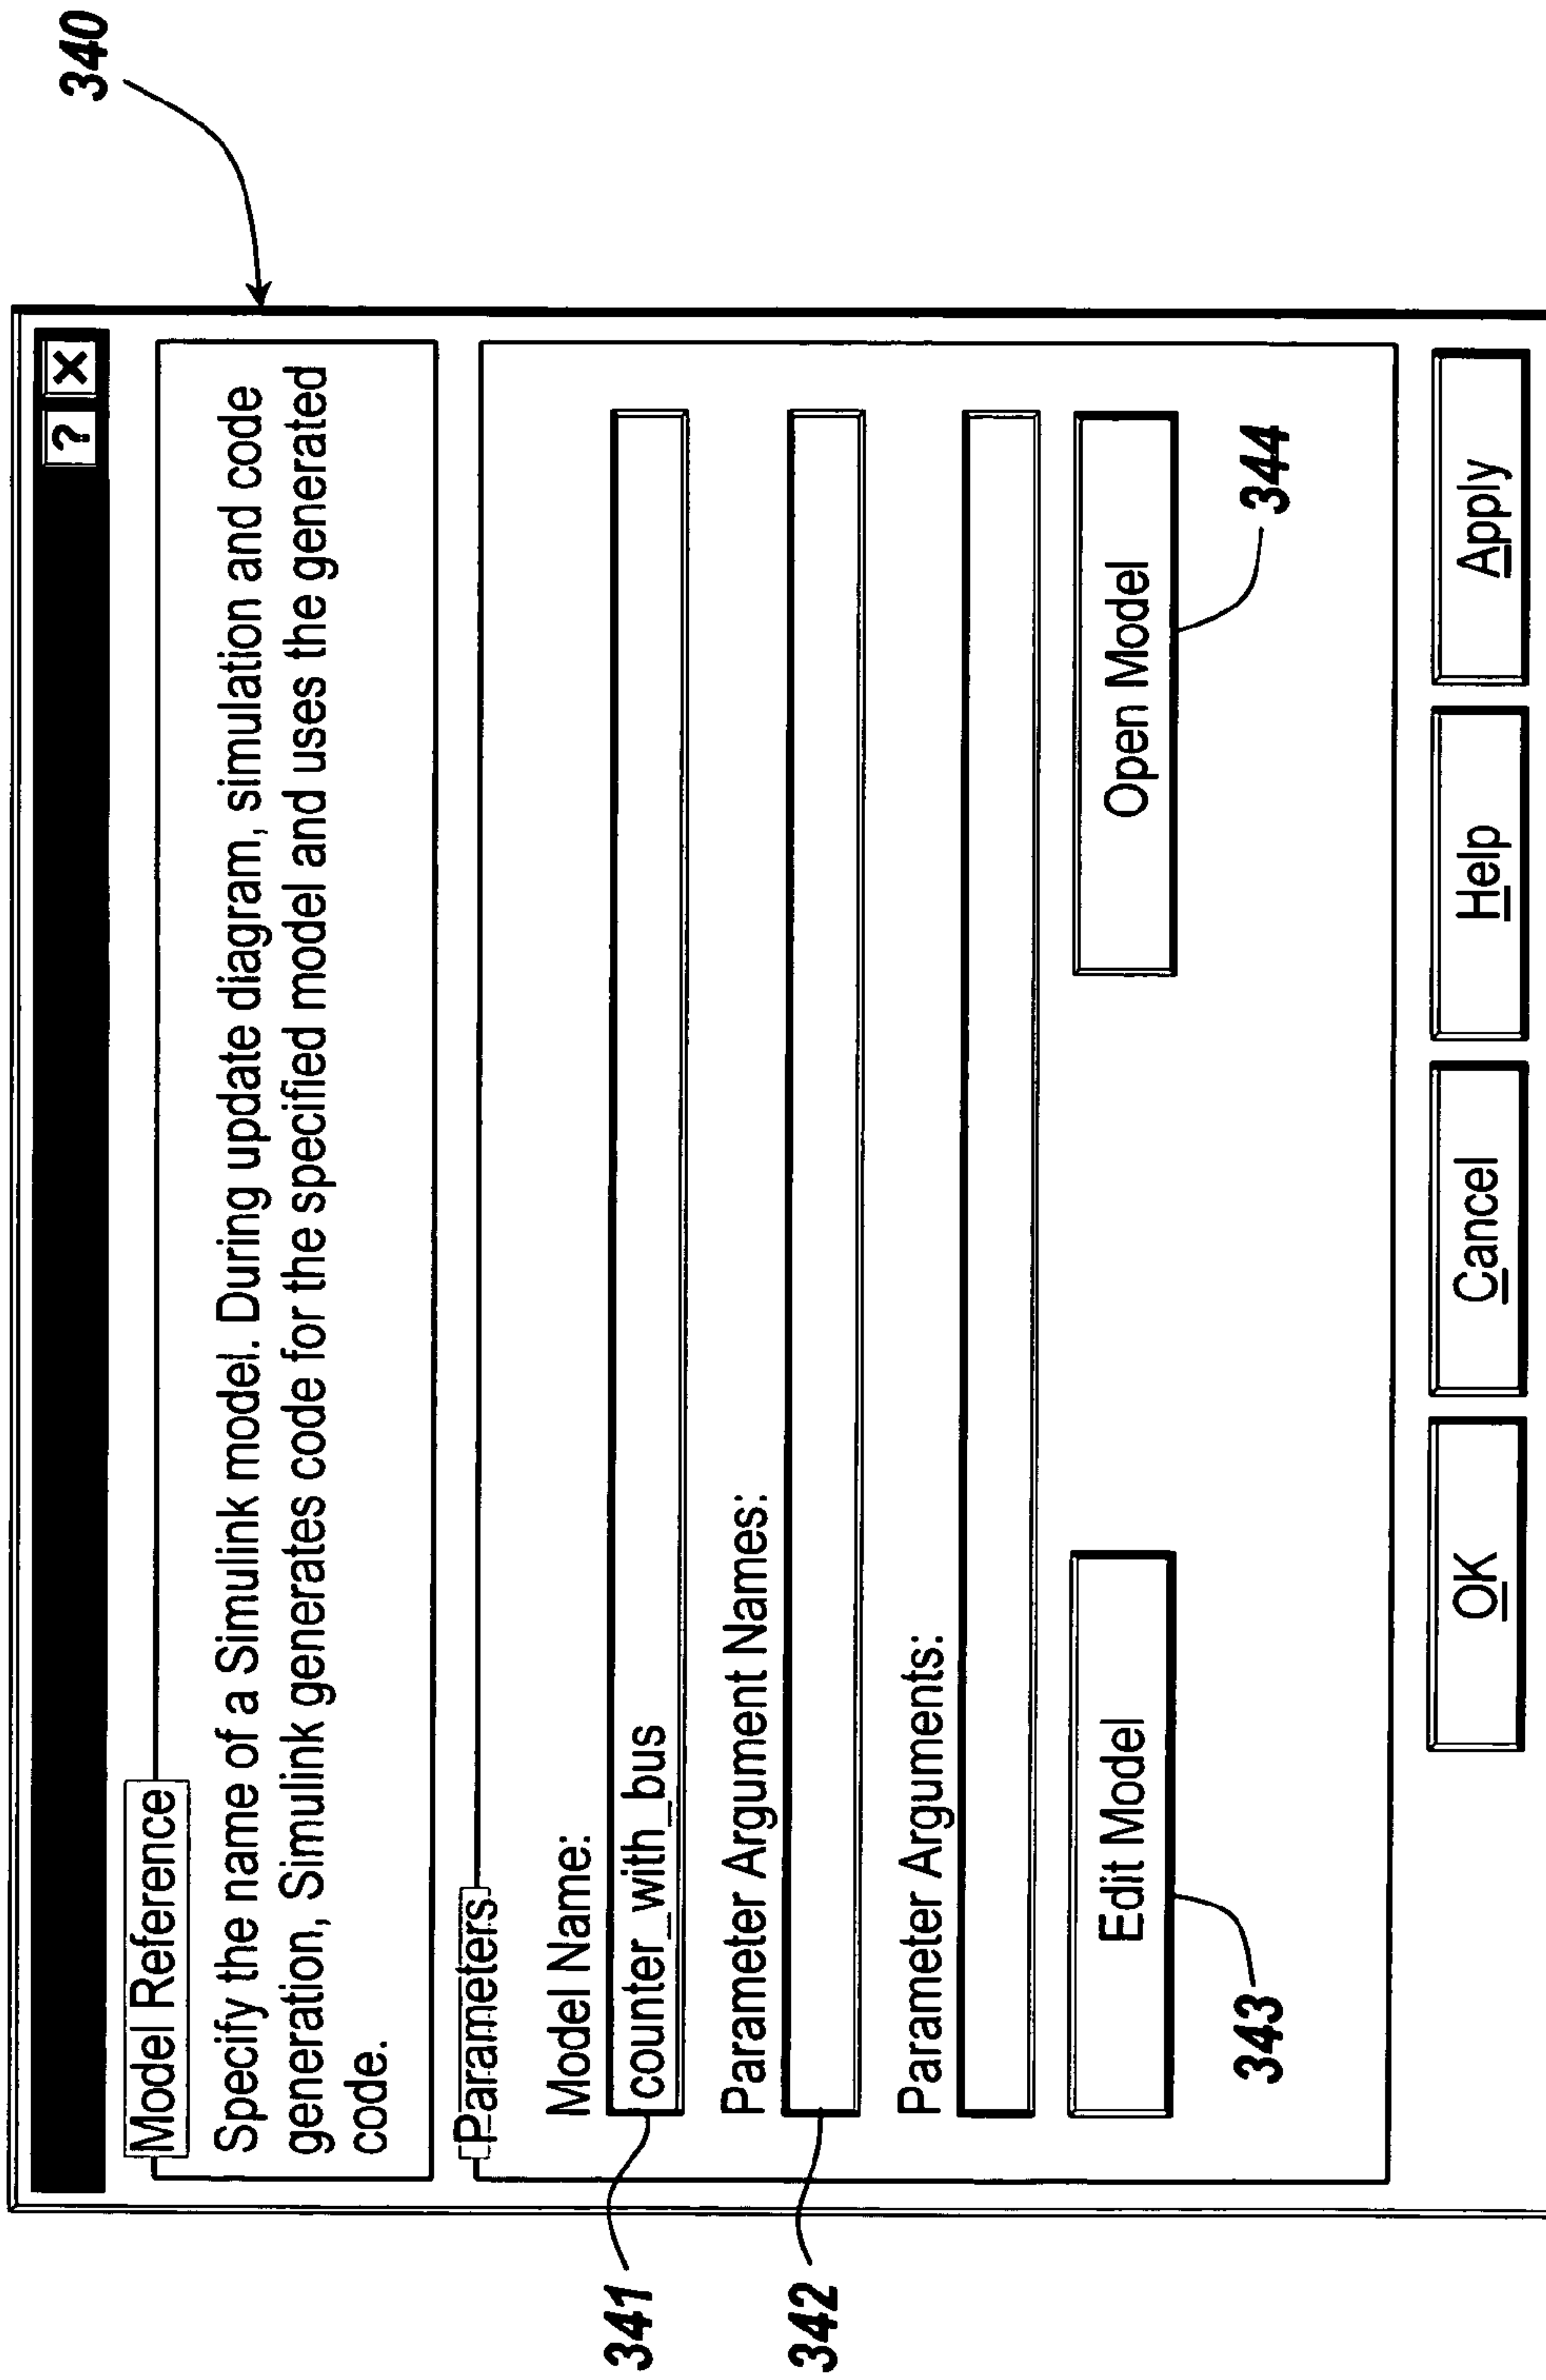 340
? X
Model Reference
Specify the name of a Simulink model. During update diagram, simulation and code
generation, Simulink generates code for the specified model and uses the generated
code.
Parameters
Model Name:
341
counter_with_bus
Parameter Argument Names:
342
Parameter Arguments:
Edit Model
Open Model
343
344
OK
Cancel
Help
Apply